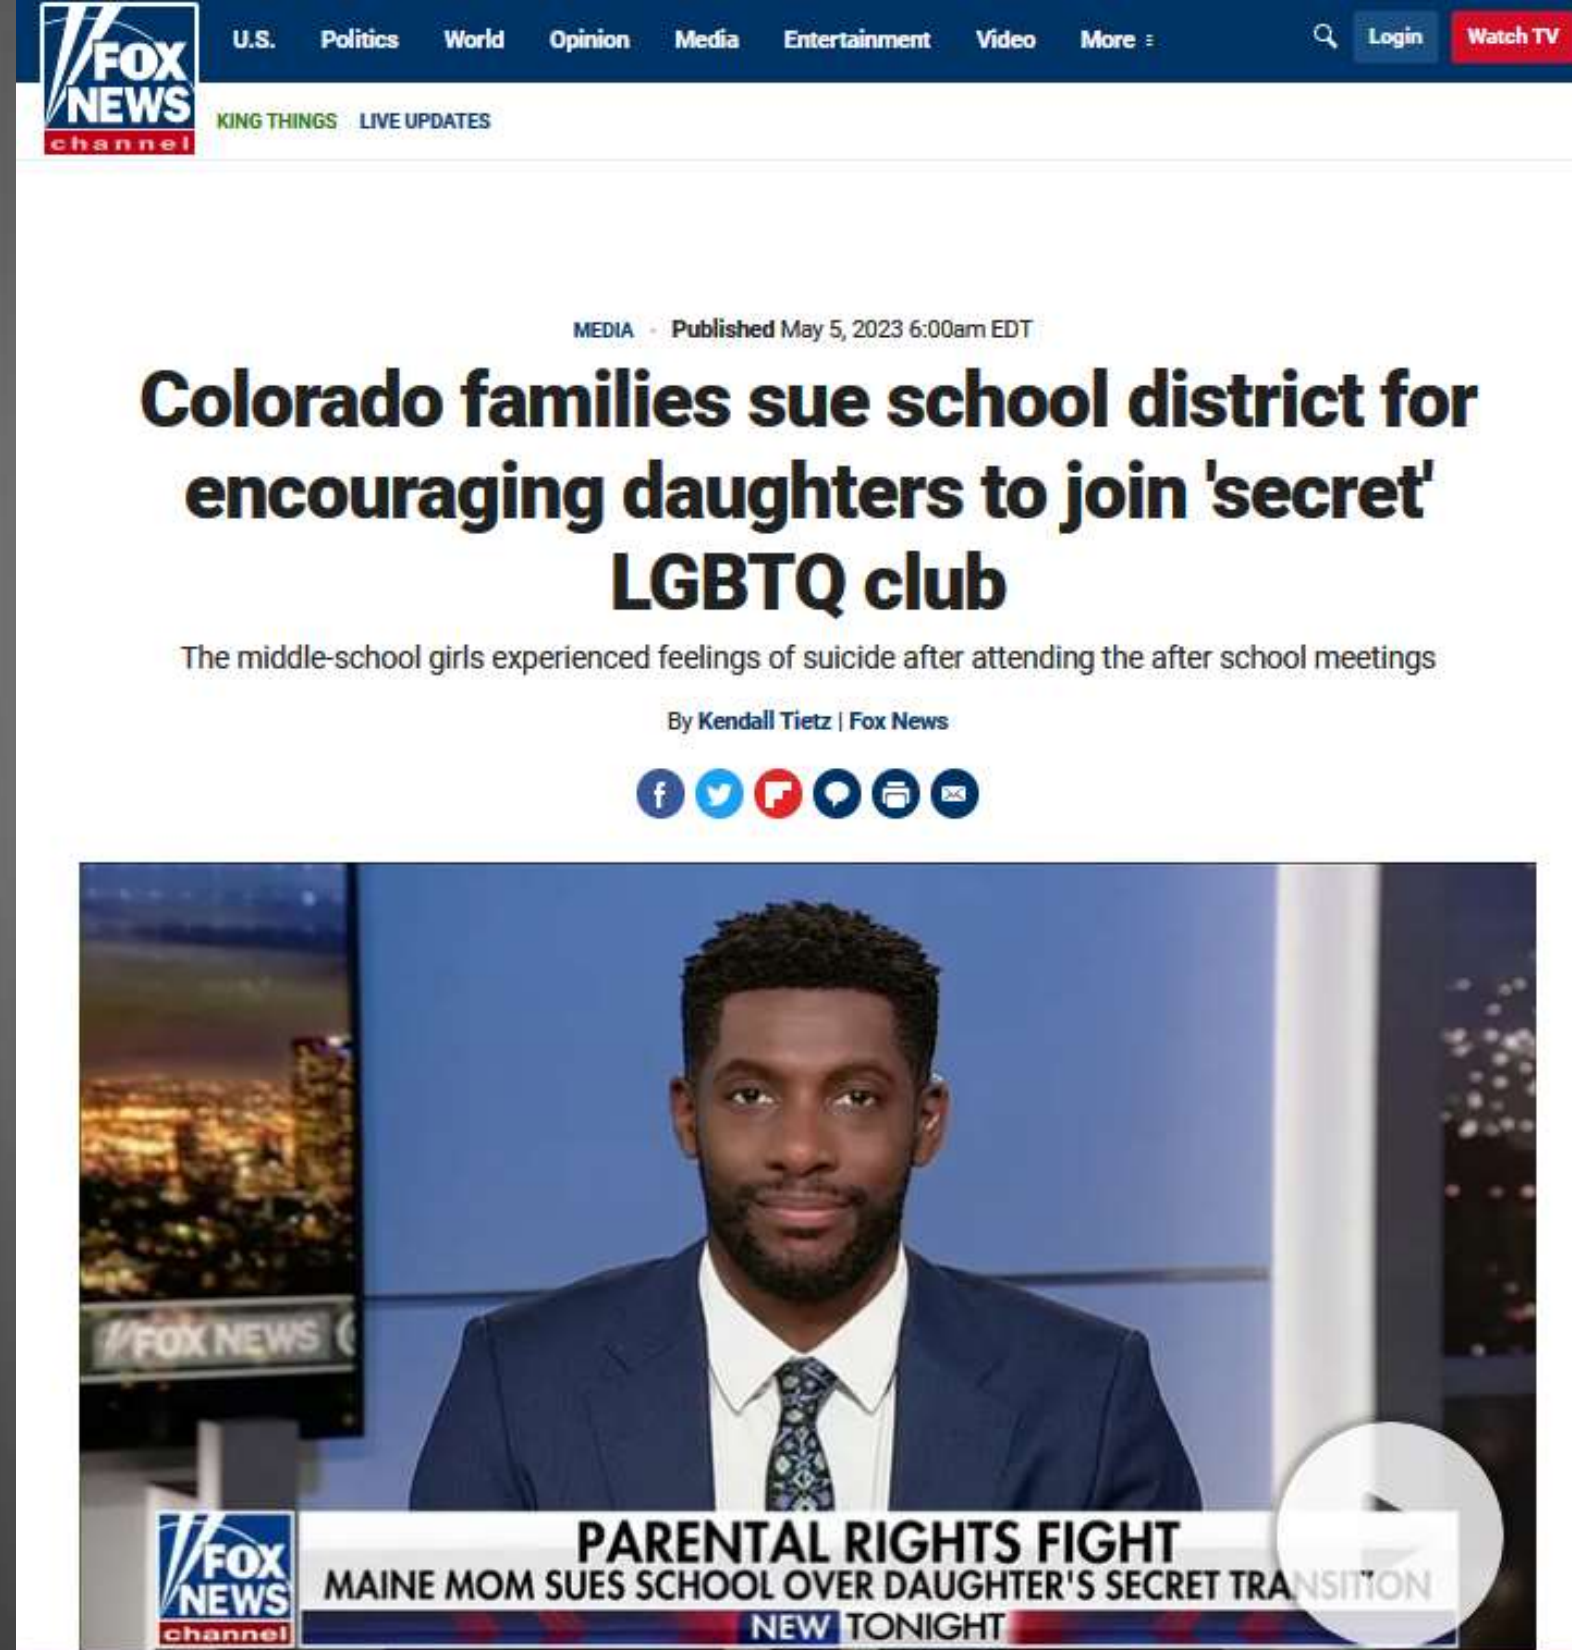 FOX
NEWS
channel
U.S. Politics World Opinion Media Entertainment Video More Login Watch TV
KING THINGS LIVE UPDATES
MEDIA · Published May 5, 2023 6:00am EDT
Colorado families sue school district for
encouraging daughters to join 'secret'
LGBTQ club
The middle-school girls experienced feelings of suicide after attending the after school meetings
By Kendall Tietz | Fox News
FOX NEWS
PARENTAL RIGHTS FIGHT
MAINE MOM SUES SCHOOL OVER DAUGHTER'S SECRET TRANSITION
NEW TONIGHT
FOX
NEWS
channel